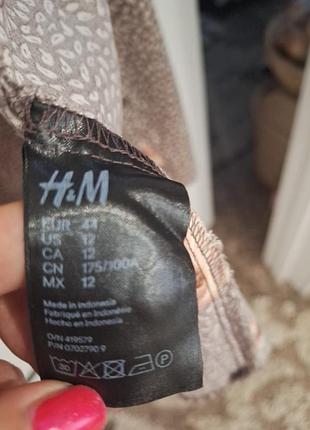 H&M
EUR 44
US 12
CA 12
CN 175/100A
MX 12
Made in Indonesia
Fabriqué en Indonésie
Hecho en Indonesia
O/N 419579
P/N 0702790 9
30 P